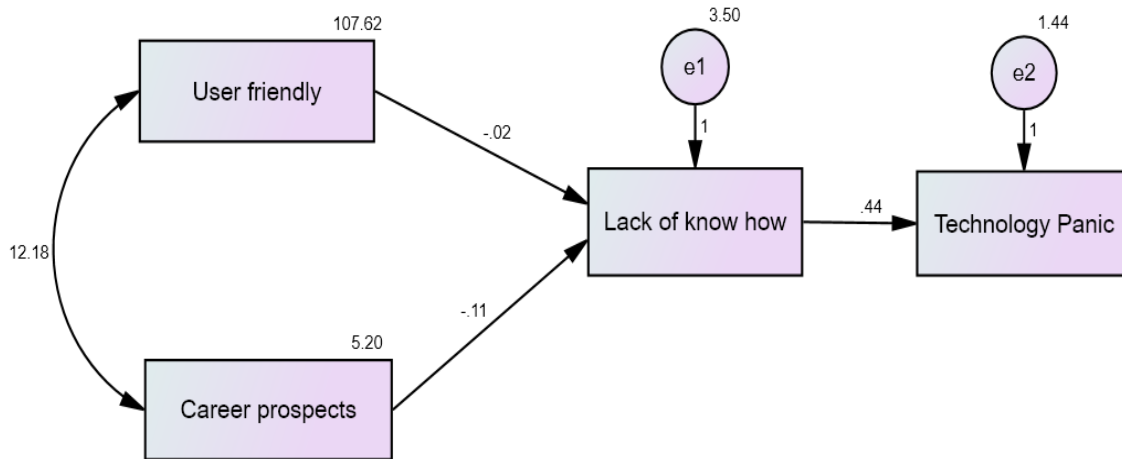 107.62
User friendly
3.50
e1
1
1.44
e2
1
-.02
Lack of know how
.44
Technology Panic
12.18
-.11
5.20
Career prospects